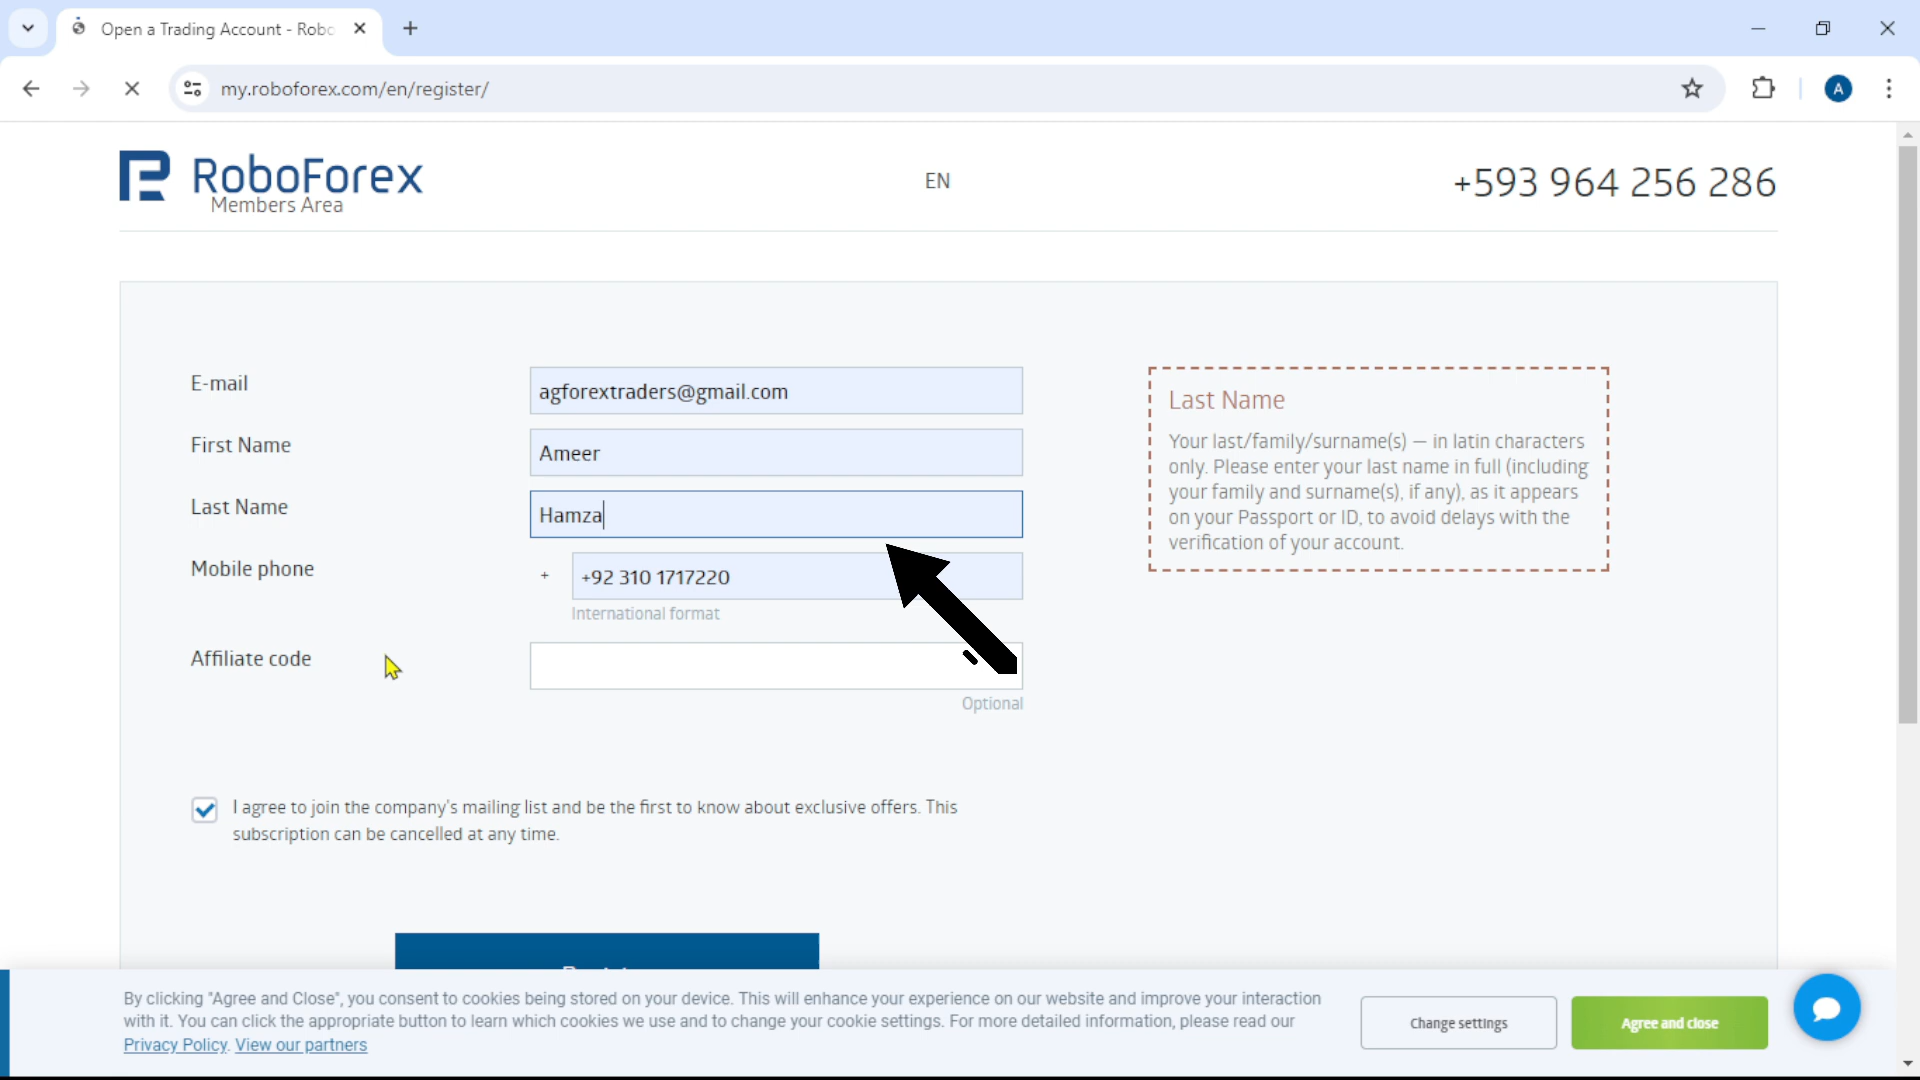 Open a Trading Account - Robo
my.roboforex.com/en/register/
A
RoboForex
Members Area
EN
+593 964 256 286
E-mail
agforextraders@gmail.com
First Name
Ameer
Last Name
Hamza
Mobile phone
+
+92 310 1717220
International format
Affiliate code
Optional
Last Name
Your last/family/surname(s) — in latin characters
only. Please enter your last name in full (including
your family and surname(s), if any), as it appears
on your Passport or ID, to avoid delays with the
verification of your account.
I agree to join the company's mailing list and be the first to know about exclusive offers. This
subscription can be cancelled at any time.
By clicking "Agree and Close", you consent to cookies being stored on your device. This will enhance your experience on our website and improve your interaction
with it. You can click the appropriate button to learn which cookies we use and to change your cookie settings. For more detailed information, please read our
Privacy Policy. View our partners
Change settings
Agree and close